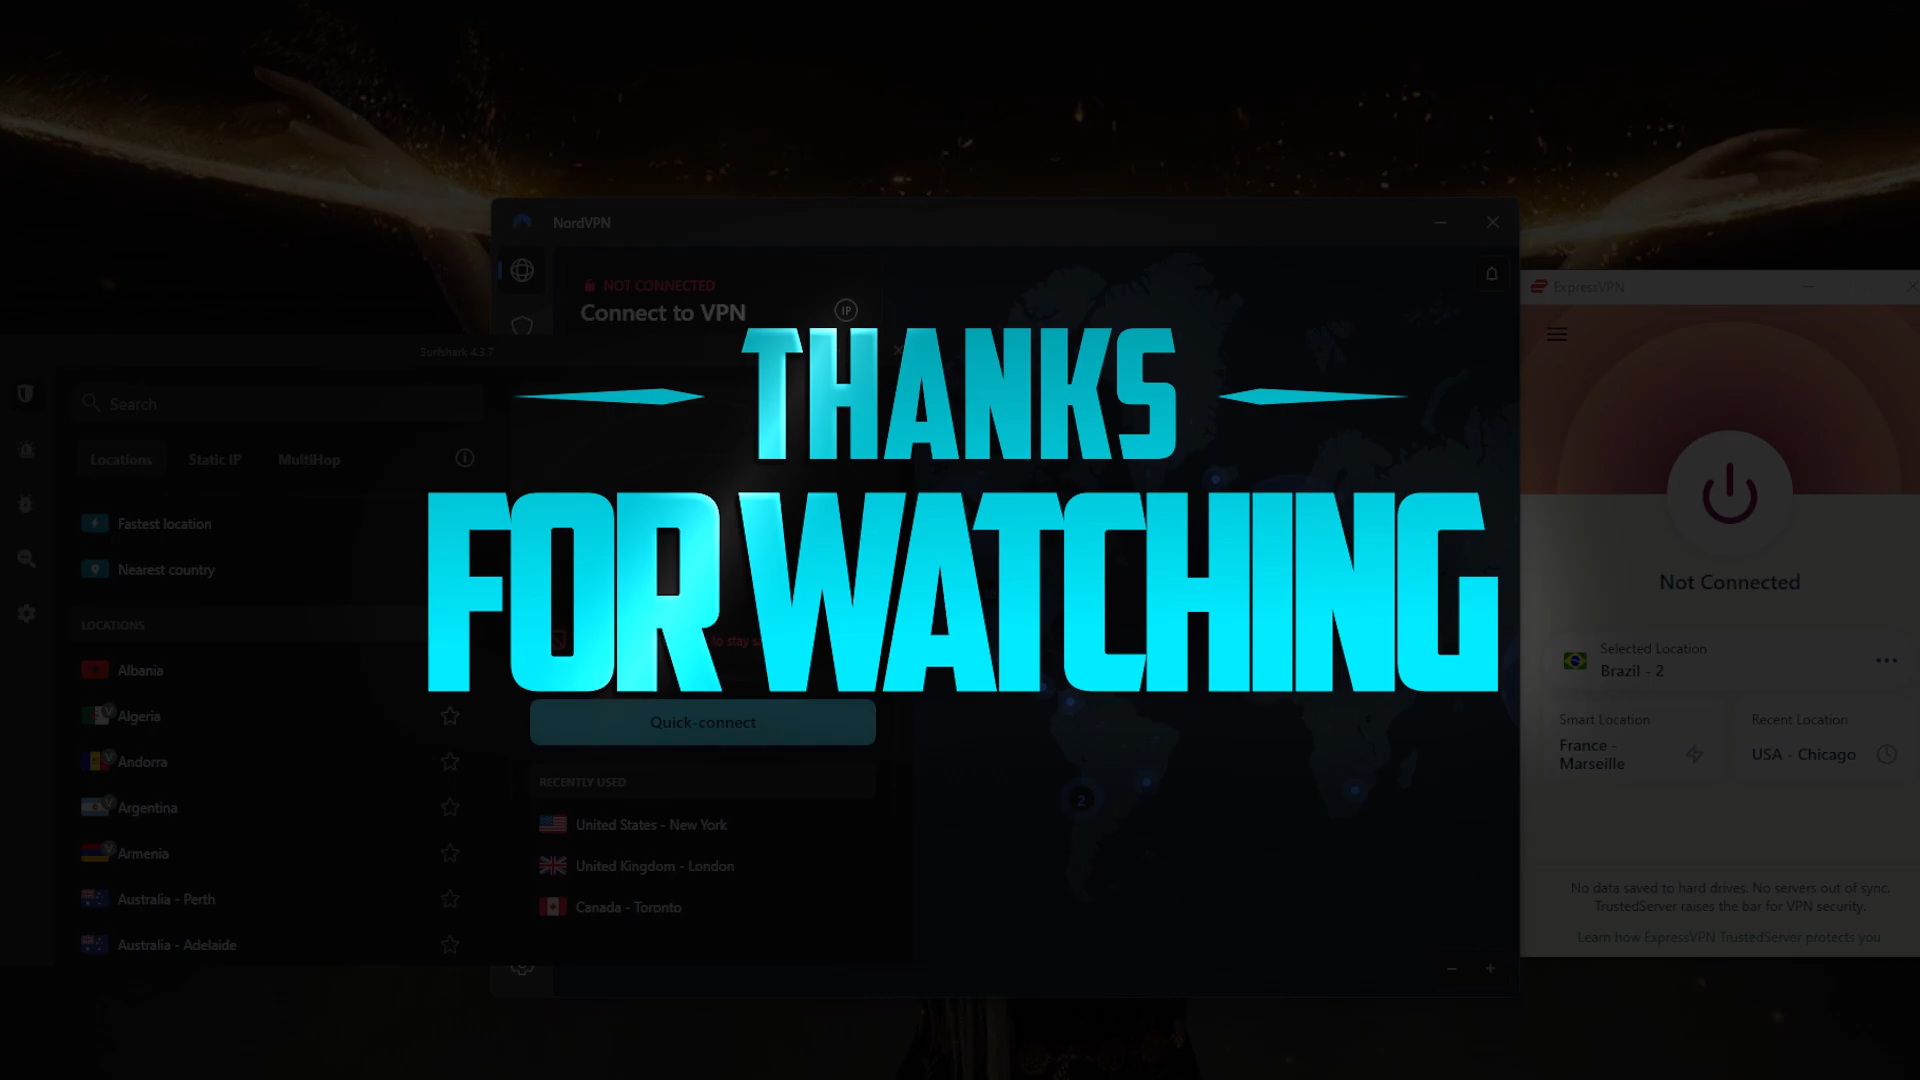 NordVPN
NOT CONNECTED
Connect to VPN
IP
THANKS
FOR WATCHING
Surfshark 4.3.7
Search
Locations
Static IP
MultiHop
Fastest location
Nearest country
LOCATIONS
Albania
Algeria
Andorra
Argentina
Armenia
Australia - Perth
Australia - Adelaide
to stay
Quick-connect
RECENTLY USED
United States - New York
United Kingdom - London
Canada - Toronto
2
ExpressVPN
Not Connected
Selected Location
Brazil - 2
Smart Location
France -
Marseille
Recent Location
USA - Chicago
No data saved to hard drives. No servers out of sync.
TrustedServer raises the bar for VPN security.
Learn how ExpressVPN TrustedServer protects you